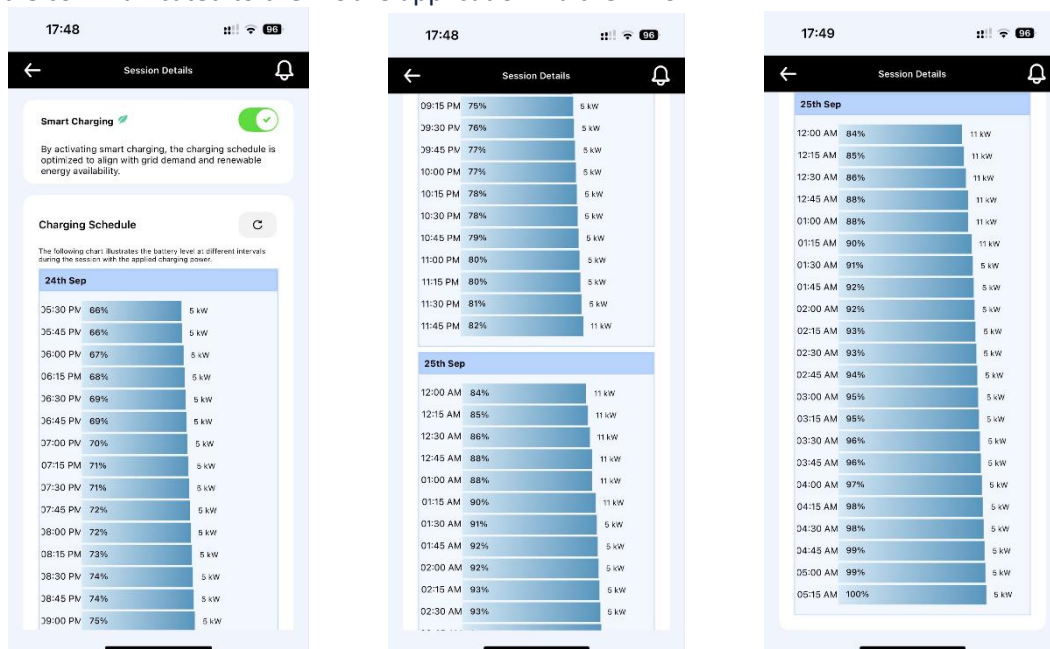 17:48
96
Session Details
Smart Charging
By activating smart charging, the charging schedule is
optimized to align with grid demand and renewable
energy availability.
Charging Schedule
The following chart illustrates the battery level at different intervals
during the session with the applied charging power.
24th Sep
05:30 PM 66% 5 kW
05:45 PM 66% 5 kW
06:00 PM 67% 5 kW
06:15 PM 68% 5 kW
06:30 PM 69% 5 kW
06:45 PM 69% 5 kW
07:00 PM 70% 5 kW
07:15 PM 71% 5 kW
07:30 PM 71% 5 kW
07:45 PM 72% 5 kW
08:00 PM 72% 5 kW
08:15 PM 73% 5 kW
08:30 PM 74% 5 kW
08:45 PM 74% 5 kW
09:00 PM 75% 5 kW
17:48
96
Session Details
09:15 PM 75% 5 kW
09:30 PM 76% 5 kW
09:45 PM 77% 5 kW
10:00 PM 77% 5 kW
10:15 PM 78% 5 kW
10:30 PM 78% 5 kW
10:45 PM 79% 5 kW
11:00 PM 80% 5 kW
11:15 PM 80% 5 kW
11:30 PM 81% 5 kW
11:45 PM 82% 11 kW
25th Sep
12:00 AM 84% 11 kW
12:15 AM 85% 11 kW
12:30 AM 86% 11 kW
12:45 AM 88% 11 kW
01:00 AM 88% 11 kW
01:15 AM 90% 11 kW
01:30 AM 91% 5 kW
01:45 AM 92% 5 kW
02:00 AM 92% 5 kW
02:15 AM 93% 5 kW
02:30 AM 93% 5 kW
17:49
96
Session Details
25th Sep
12:00 AM 84% 11 kW
12:15 AM 85% 11 kW
12:30 AM 86% 11 kW
12:45 AM 88% 11 kW
01:00 AM 88% 11 kW
01:15 AM 90% 11 kW
01:30 AM 91% 5 kW
01:45 AM 92% 5 kW
02:00 AM 92% 5 kW
02:15 AM 93% 5 kW
02:30 AM 93% 5 kW
02:45 AM 94% 5 kW
03:00 AM 95% 5 kW
03:15 AM 95% 5 kW
03:30 AM 96% 5 kW
03:45 AM 96% 5 kW
04:00 AM 97% 5 kW
04:15 AM 98% 5 kW
04:30 AM 98% 5 kW
04:45 AM 99% 5 kW
05:00 AM 99% 5 kW
05:15 AM 100% 5 kW